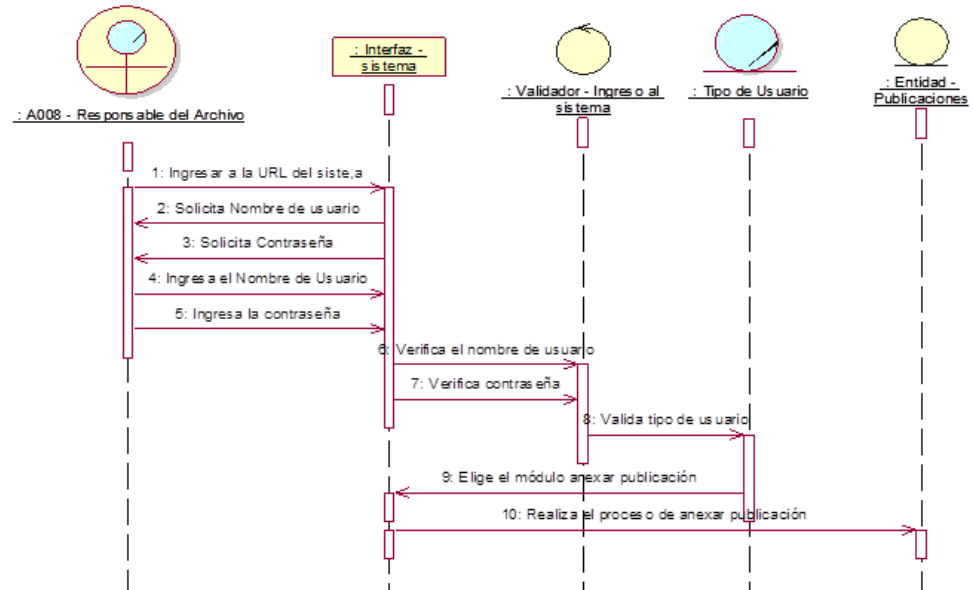 : A008 - Responsable del Archivo
: Interfaz -
sistema
: Validador - Ingreso al
sistema
: Tipo de Usuario
: Entidad -
Publicaciones
1: Ingresar a la URL del siste,a
2: Solicita Nombre de usuario
3: Solicita Contraseña
4: Ingresa el Nombre de Usuario
5: Ingresa la contraseña
6: Verifica el nombre de usuario
7: Verifica contraseña
8: Valida tipo de usuario
9: Elige el módulo anexar publicación
10: Realiza el proceso de anexar publicación